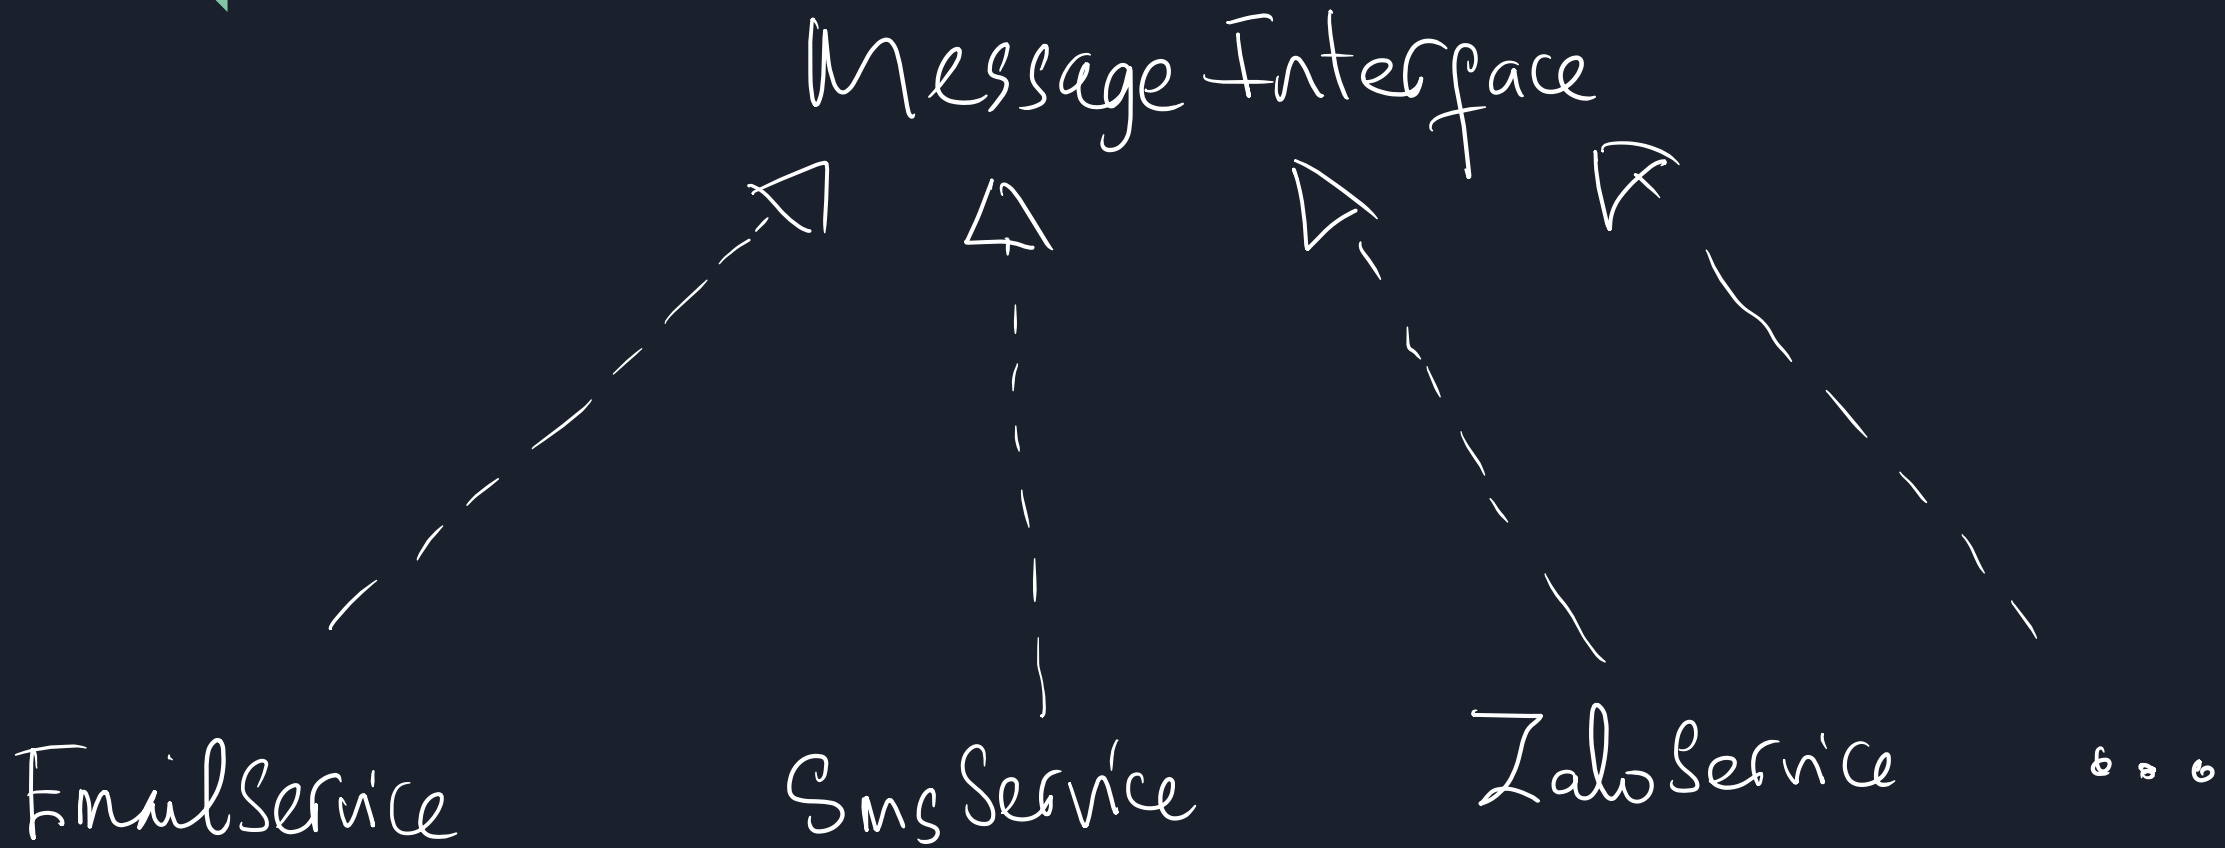 Message Interface
EmailService
SmsService
ZaloService
...